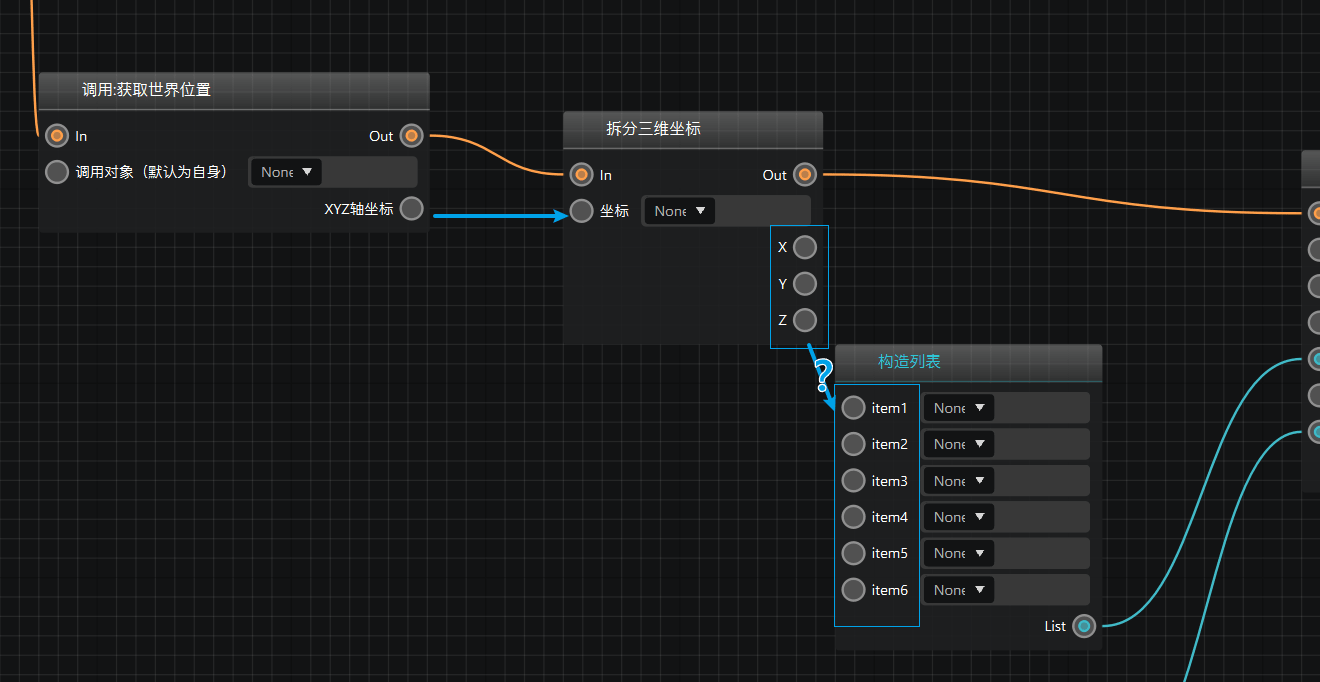 调用:获取世界位置
In
Out
调用对象（默认为自身）
None
XYZ轴坐标
拆分三维坐标
In
Out
坐标
None
X
Y
Z
?
构造列表
item1
None
item2
None
item3
None
item4
None
item5
None
item6
None
List